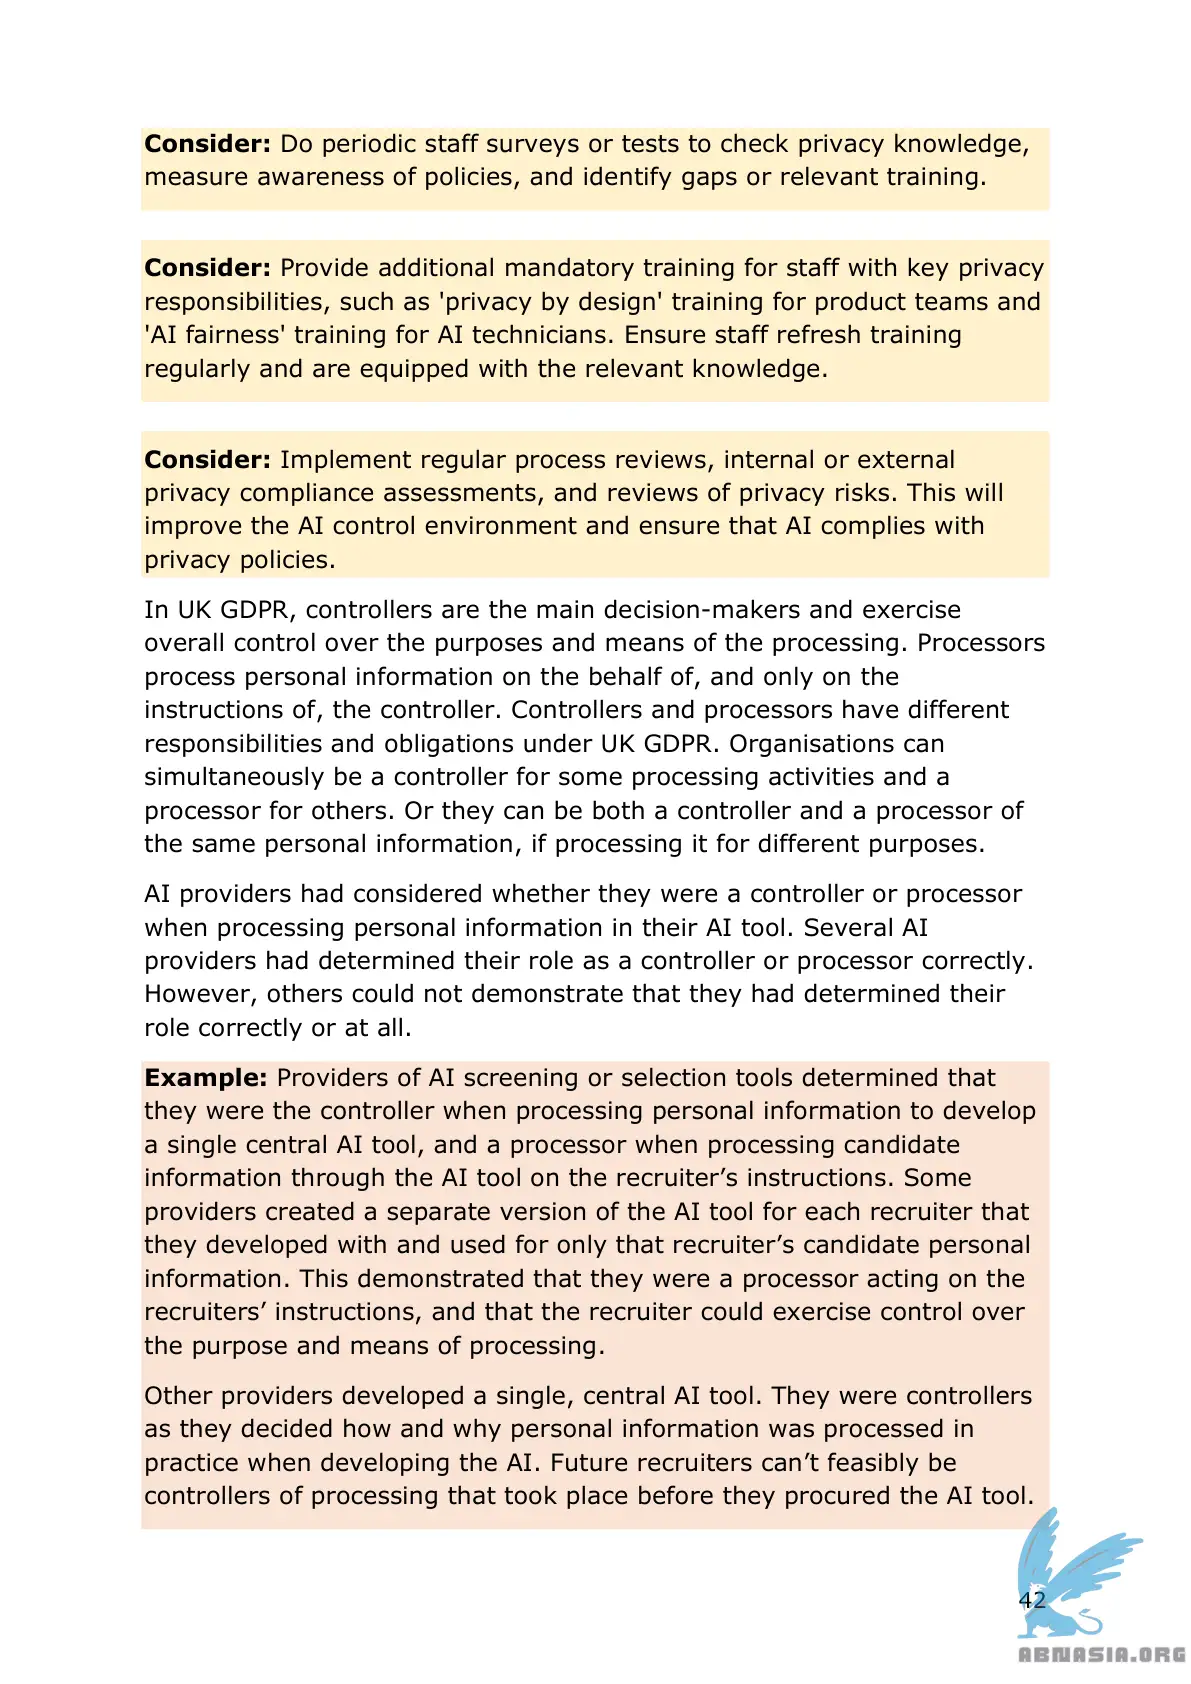 Consider: Do periodic staff surveys or tests to check privacy knowledge,
measure awareness of policies, and identify gaps or relevant training.
Consider: Provide additional mandatory training for staff with key privacy
responsibilities, such as 'privacy by design' training for product teams and
'AI fairness' training for AI technicians. Ensure staff refresh training
regularly and are equipped with the relevant knowledge.
Consider: Implement regular process reviews, internal or external
privacy compliance assessments, and reviews of privacy risks. This will
improve the AI control environment and ensure that AI complies with
privacy policies.
In UK GDPR, controllers are the main decision-makers and exercise
overall control over the purposes and means of the processing. Processors
process personal information on the behalf of, and only on the
instructions of, the controller. Controllers and processors have different
responsibilities and obligations under UK GDPR. Organisations can
simultaneously be a controller for some processing activities and a
processor for others. Or they can be both a controller and a processor of
the same personal information, if processing it for different purposes.
AI providers had considered whether they were a controller or processor
when processing personal information in their AI tool. Several AI
providers had determined their role as a controller or processor correctly.
However, others could not demonstrate that they had determined their
role correctly or at all.
Example: Providers of AI screening or selection tools determined that
they were the controller when processing personal information to develop
a single central AI tool, and a processor when processing candidate
information through the AI tool on the recruiter’s instructions. Some
providers created a separate version of the AI tool for each recruiter that
they developed with and used for only that recruiter’s candidate personal
information. This demonstrated that they were a processor acting on the
recruiters’ instructions, and that the recruiter could exercise control over
the purpose and means of processing.
Other providers developed a single, central AI tool. They were controllers
as they decided how and why personal information was processed in
practice when developing the AI. Future recruiters can’t feasibly be
controllers of processing that took place before they procured the AI tool.
42
ABNASIA.ORG